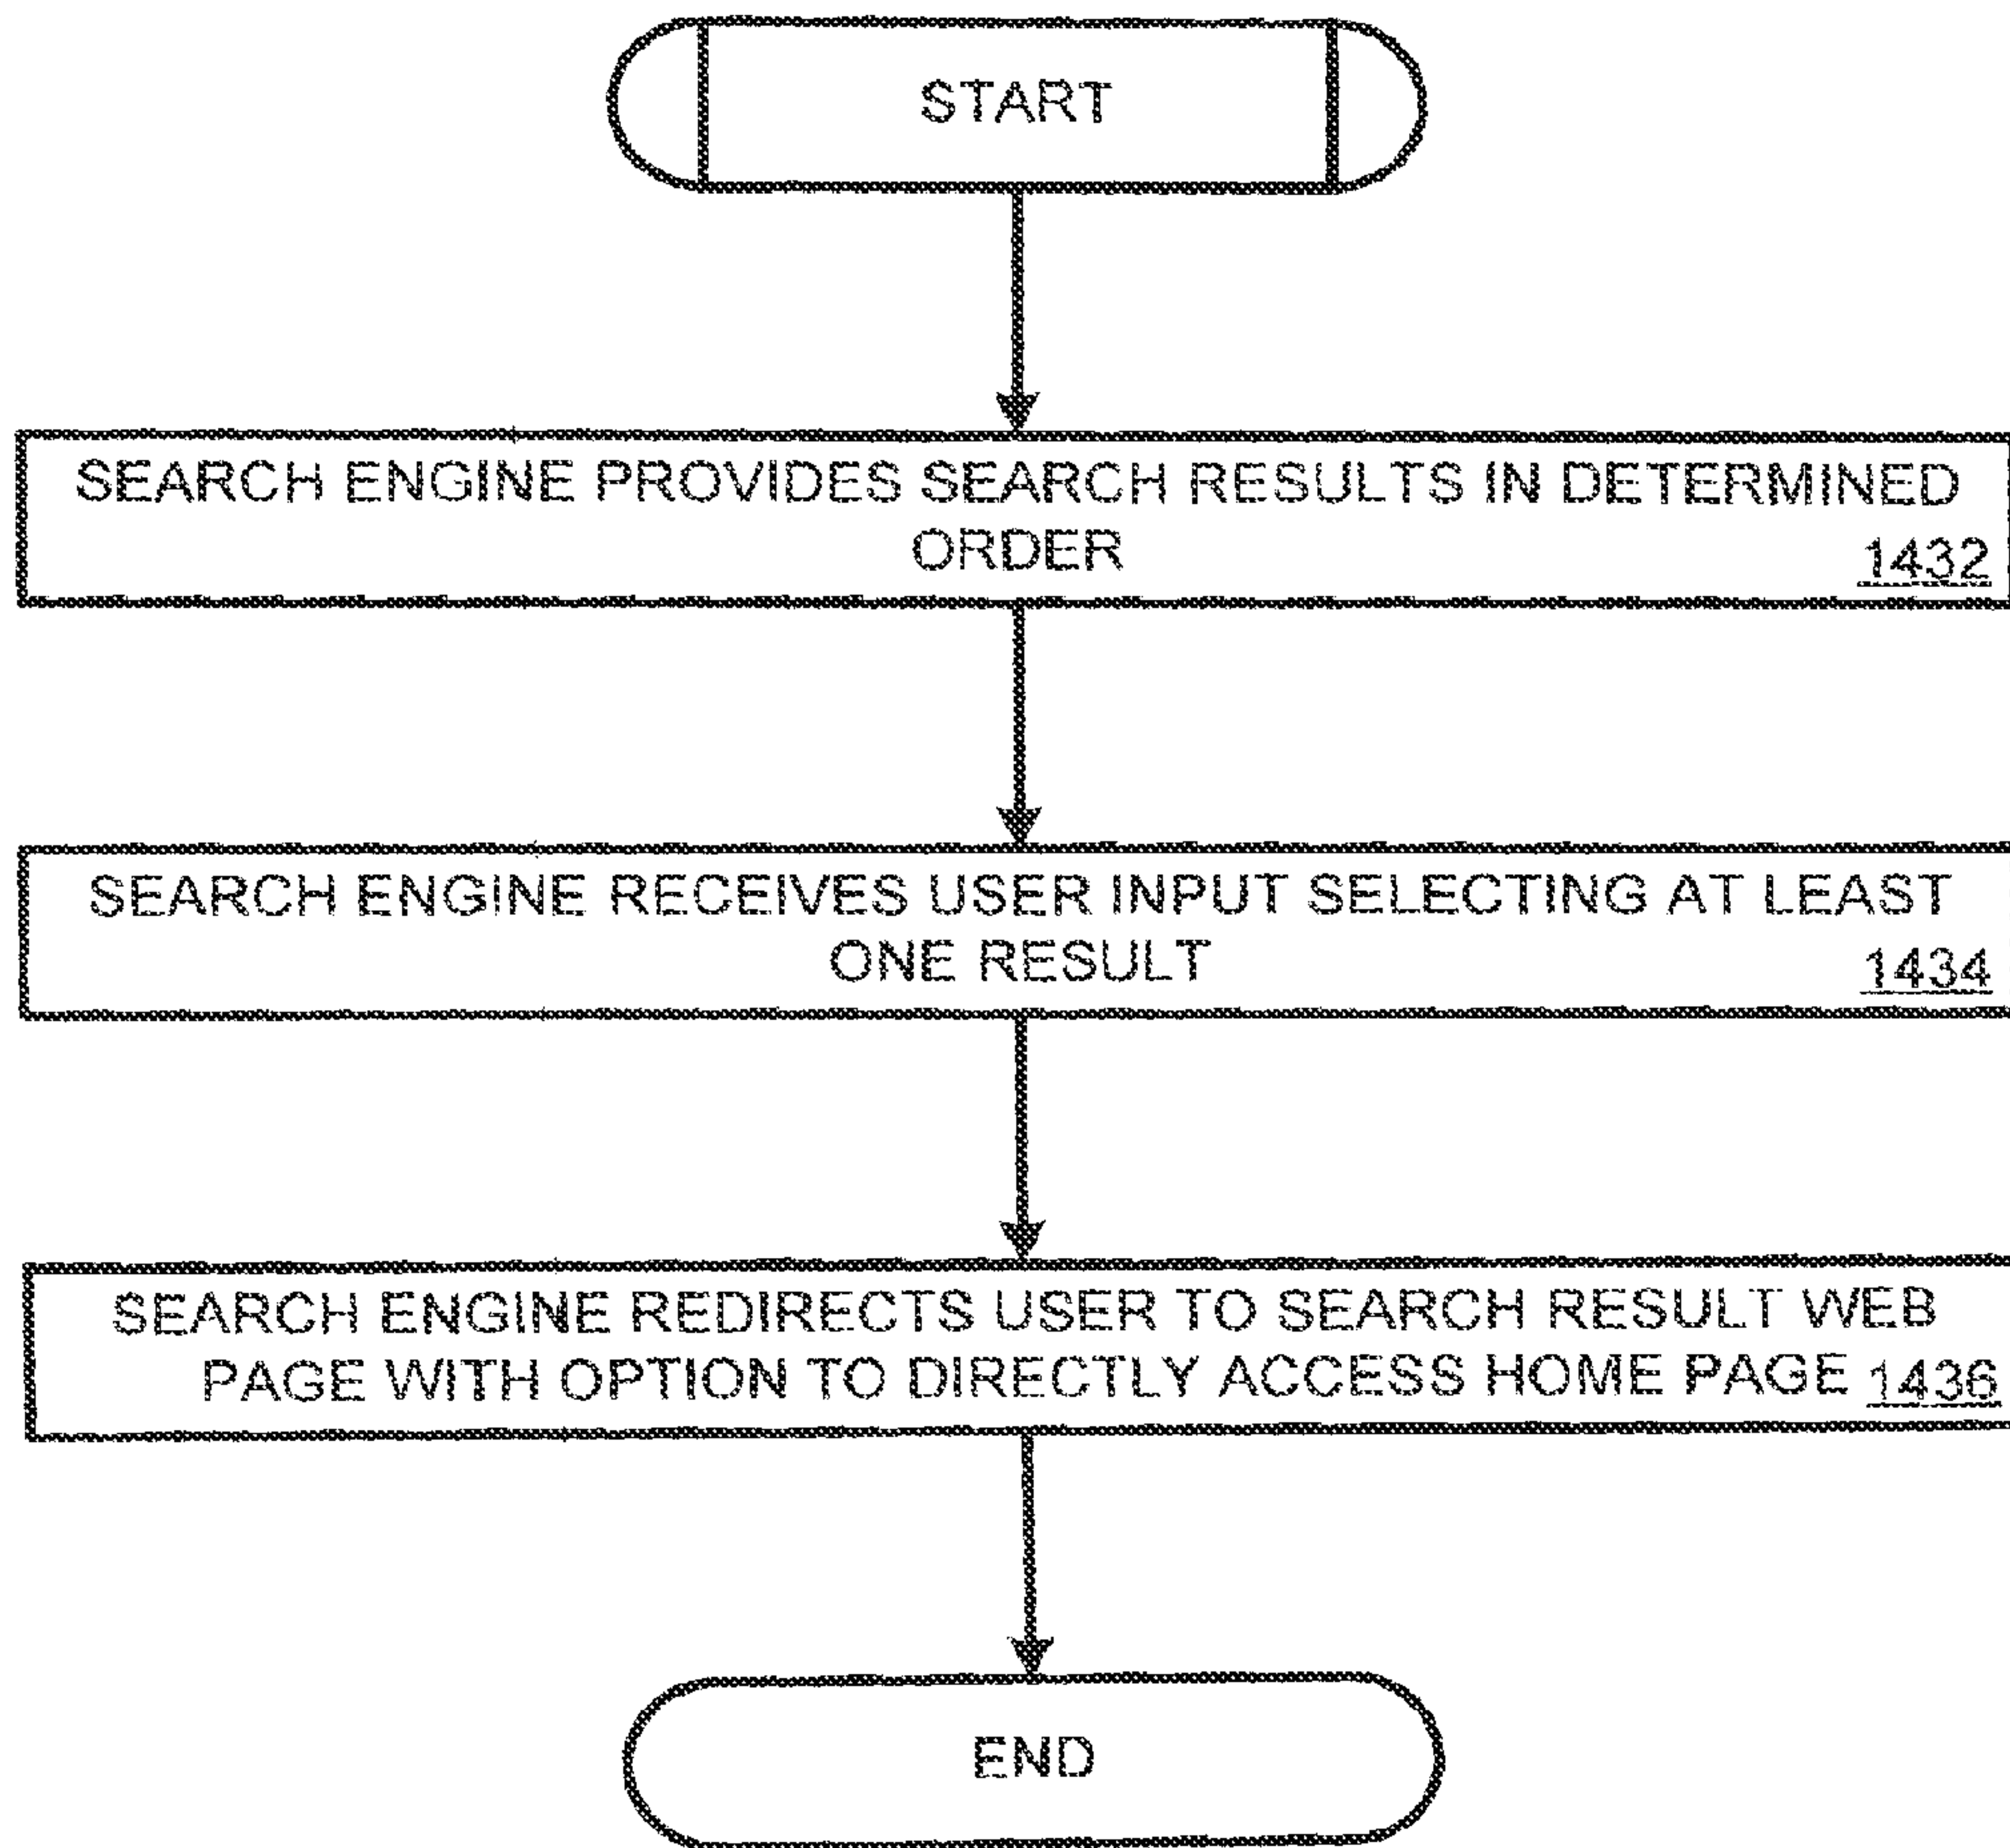 START
SEARCH ENGINE PROVIDES SEARCH RESULTS IN DETERMINED
ORDER 1432
SEARCH ENGINE RECEIVES USER INPUT SELECTING AT LEAST
ONE RESULT 1434
SEARCH ENGINE REDIRECTS USER TO SEARCH RESULT WEB
PAGE WITH OPTION TO DIRECTLY ACCESS HOME PAGE 1436
END